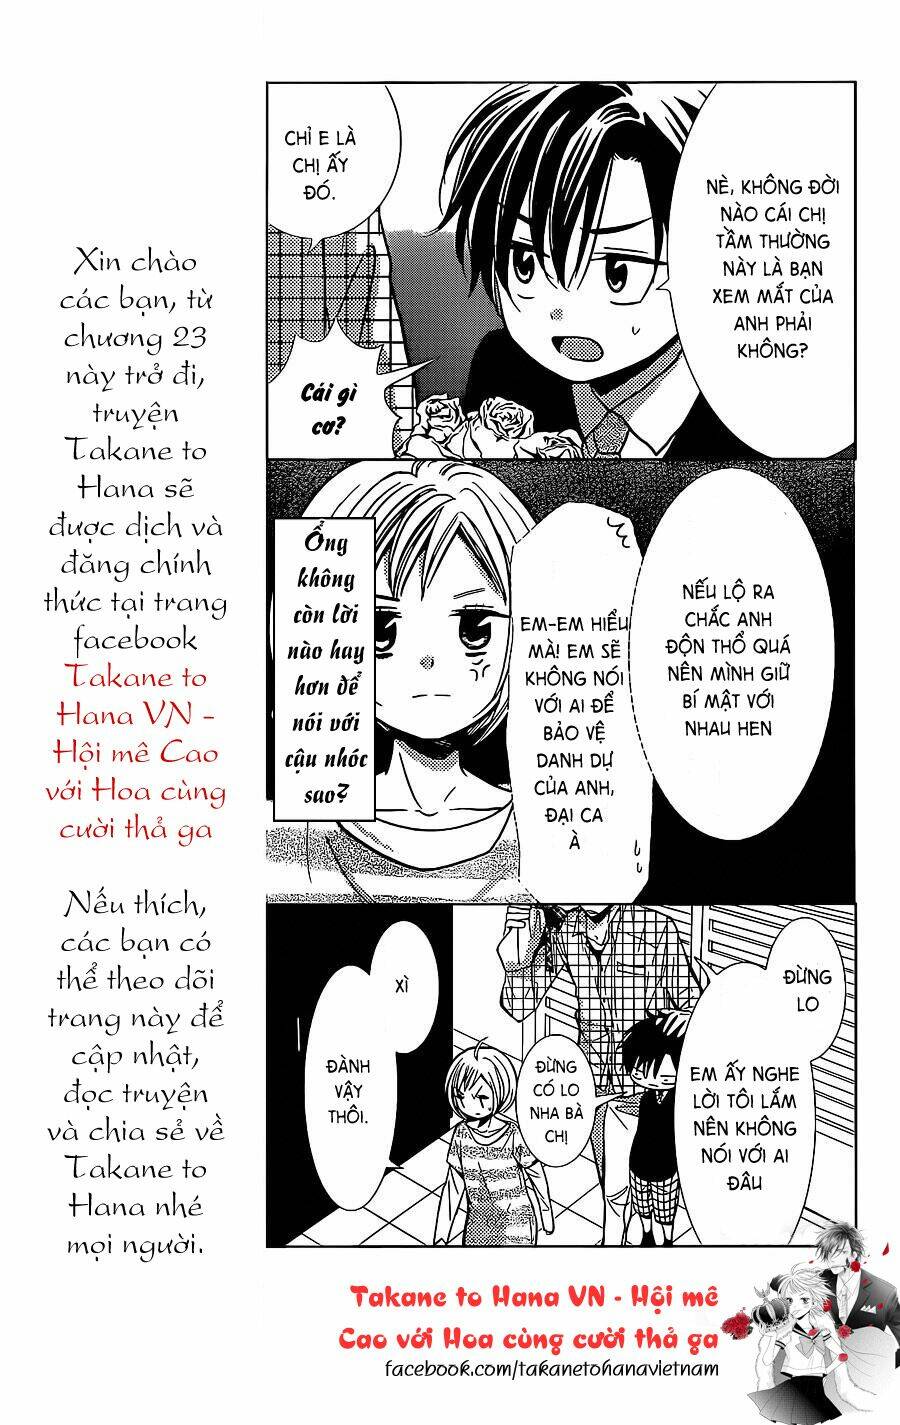 NÈ, KHÔNG ĐỜI
NÀO CÁI CHỊ
TẦM THƯỜNG
NÀY LÀ BẠN
XEM MẮT CỦA
ANH PHẢI
KHÔNG?
CHỈ E LÀ
CHỊ ẤY
ĐÓ.
Cái gì
cơ?
NẾU LỘ RA
CHẮC ANH
ĐỘN THỔ QUÁ
NÊN MÌNH GIỮ
BÍ MẬT VỚI
NHAU HEN
EM-EM HIỂU
MÀ! EM SẼ
KHÔNG NÓI
VỚI AI ĐỂ
BẢO VỆ
DANH DỰ
CỦA ANH,
ĐẠI CA
À
Ổng
không
còn lời
nào hay
hơn để
nói với
cậu nhóc
sao?
ĐỪNG
LO
EM ẤY NGHE
LỜI TÔI LẮM
NÊN KHÔNG
NÓI VỚI AI
ĐÂU
ĐỪNG
CÓ LO
NHA BÀ
CHỊ
XÌ
ĐÀNH
VẬY
THÔI.
Xin chào
các bạn, từ
chương 23
này trở đi,
truyện
Takane to
Hana sẽ
được dịch và
đăng chính
thức tại trang
facebook
Takane to
Hana VN -
Hội mê Cao
với Hoa cùng
cười thả ga
Nếu thích,
các bạn có
thể theo dõi
trang này để
cập nhật,
đọc truyện
và chia sẻ về
Takane to
Hana nhé
mọi người.
Takane to Hana VN - Hội mê
Cao với Hoa cùng cười thả ga
facebook.com/takanetohanavietnam